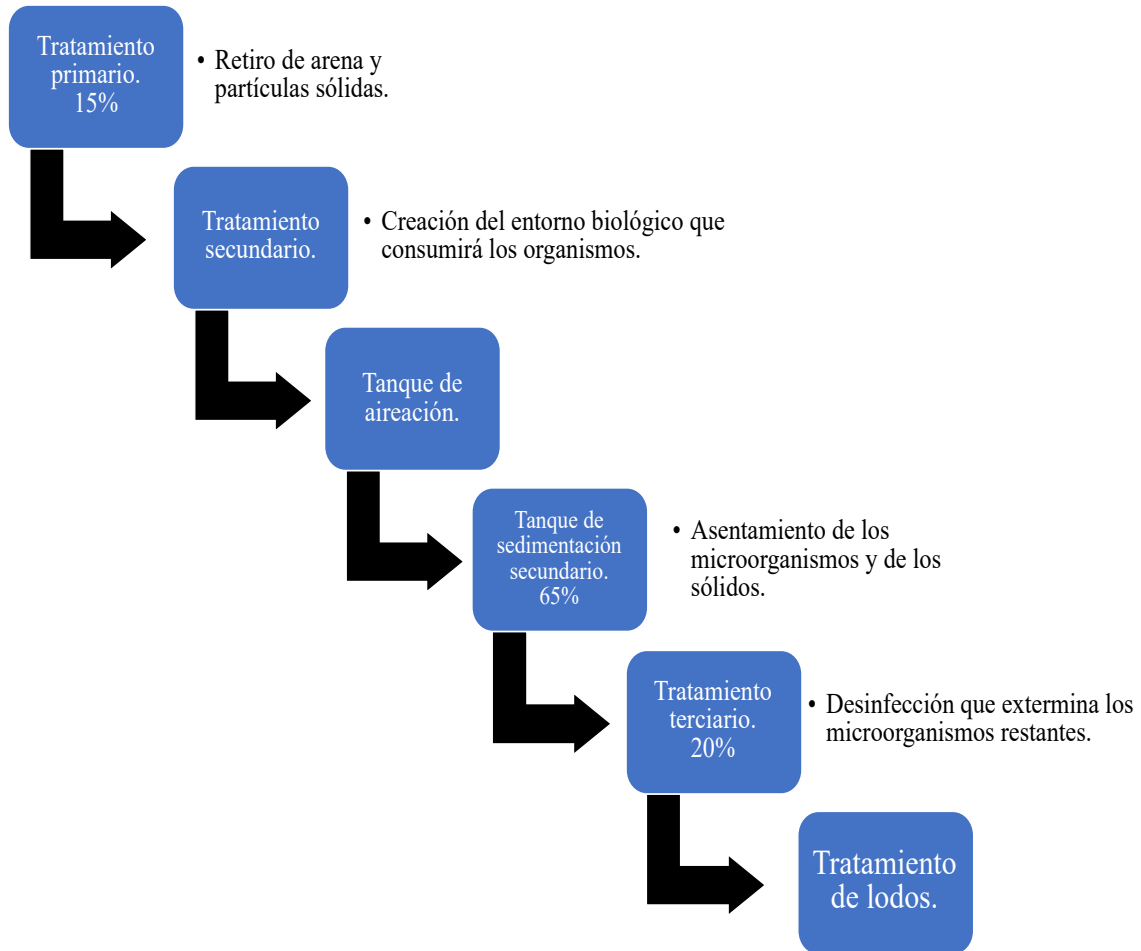 Tratamiento
primario.
15%
• Retiro de arena y
partículas sólidas.
Tratamiento
secundario.
• Creación del entorno biológico que
consumirá los organismos.
Tanque de
aireación.
Tanque de
sedimentación
secundario.
65%
• Asentamiento de los
microorganismos y de los
sólidos.
Tratamiento
terciario.
20%
• Desinfección que extermina los
microorganismos restantes.
Tratamiento
de lodos.